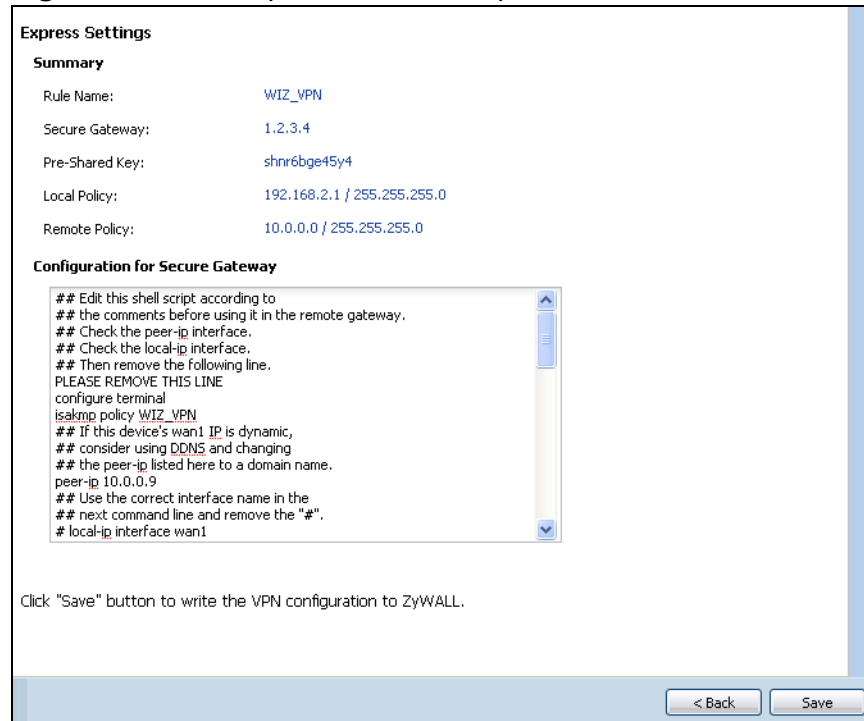 Express Settings
Summary
Rule Name: WIZ_VPN
Secure Gateway: 1.2.3.4
Pre-Shared Key: shnr6bge45y4
Local Policy: 192.168.2.1 / 255.255.255.0
Remote Policy: 10.0.0.0 / 255.255.255.0
Configuration for Secure Gateway
## Edit this shell script according to
## the comments before using it in the remote gateway.
## Check the peer-ip interface.
## Check the local-ip interface.
## Then remove the following line.
PLEASE REMOVE THIS LINE
configure terminal
isakmp policy WIZ_VPN
## If this device's wan1 IP is dynamic,
## consider using DDNS and changing
## the peer-ip listed here to a domain name.
peer-ip 10.0.0.9
## Use the correct interface name in the
## next command line and remove the "#".
# local-ip interface wan1
Click "Save" button to write the VPN configuration to ZyWALL.
< Back Save